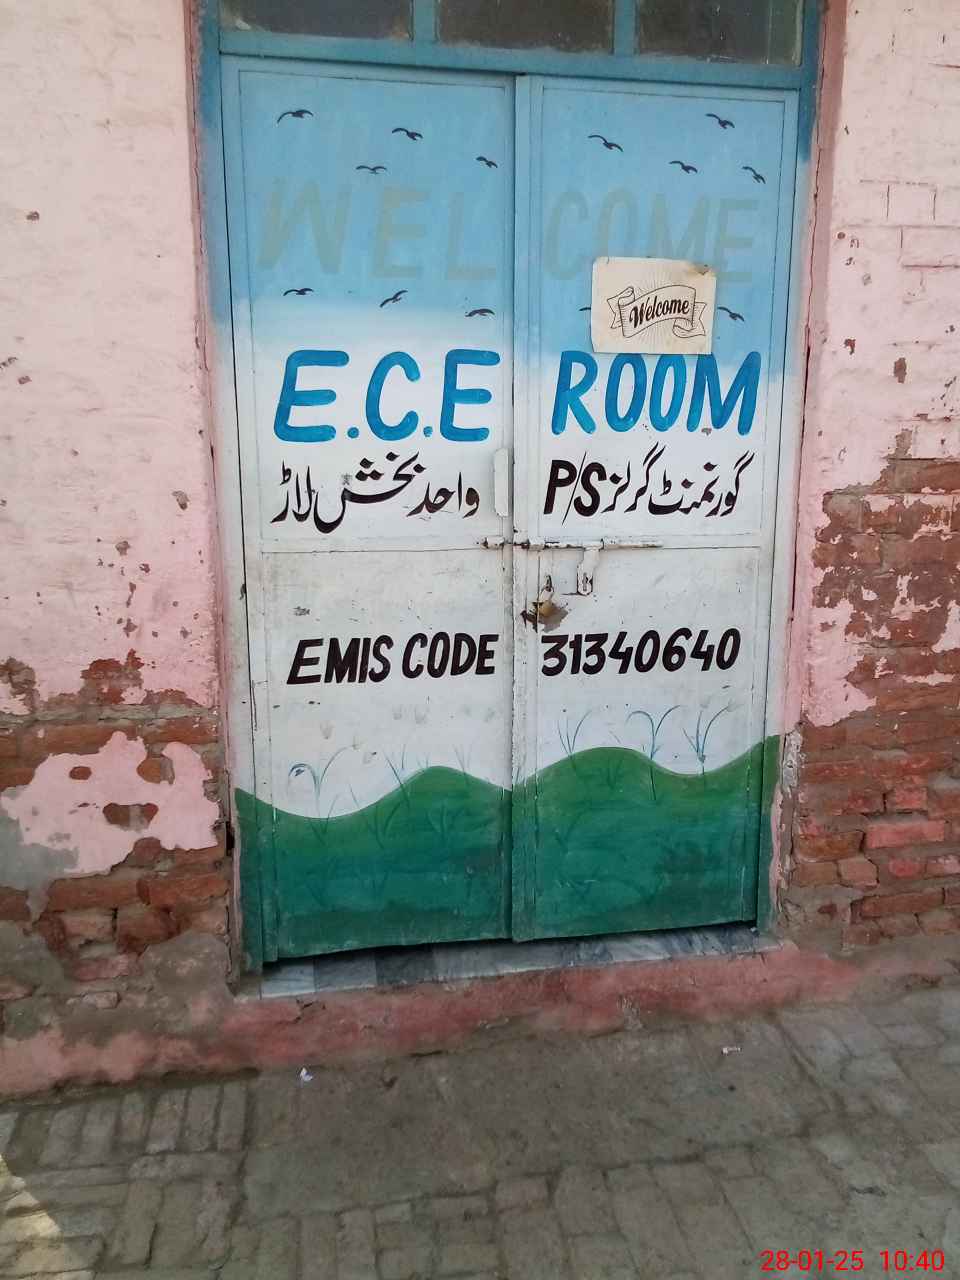 WELCOME
Welcome
E.C.E ROOM
گورنمنٹ گرلز P/S واحد بخش لاڑ
EMIS CODE 31340640
28-01-25 10:40